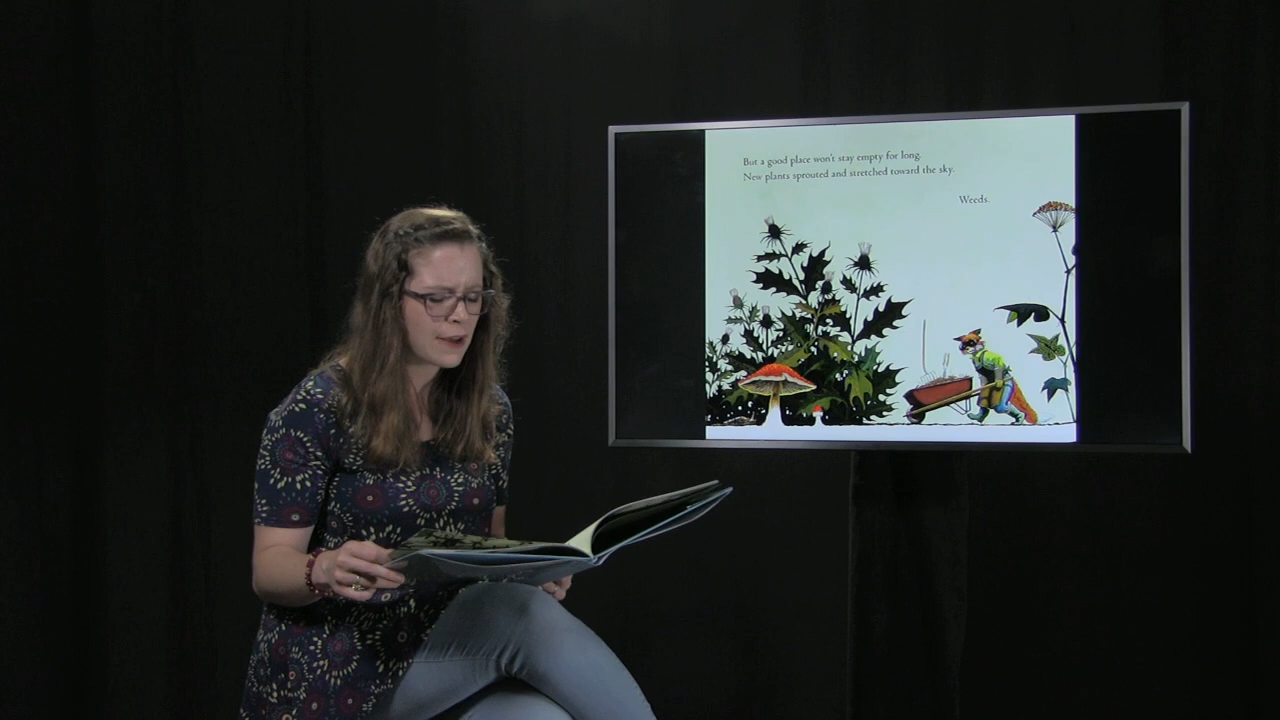 But a good place won't stay empty for long.
New plants sprouted and stretched toward the sky.
Weeds.